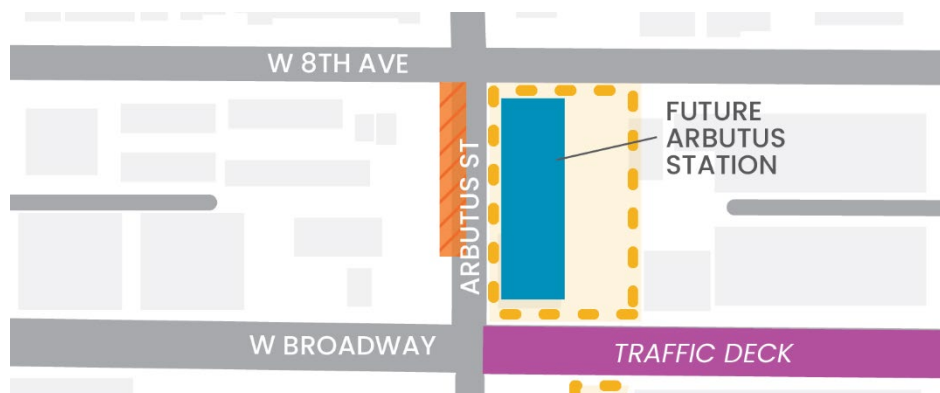 W 8TH AVE
FUTURE
ARBUTUS
STATION
ARBUTUS ST
W BROADWAY
TRAFFIC DECK